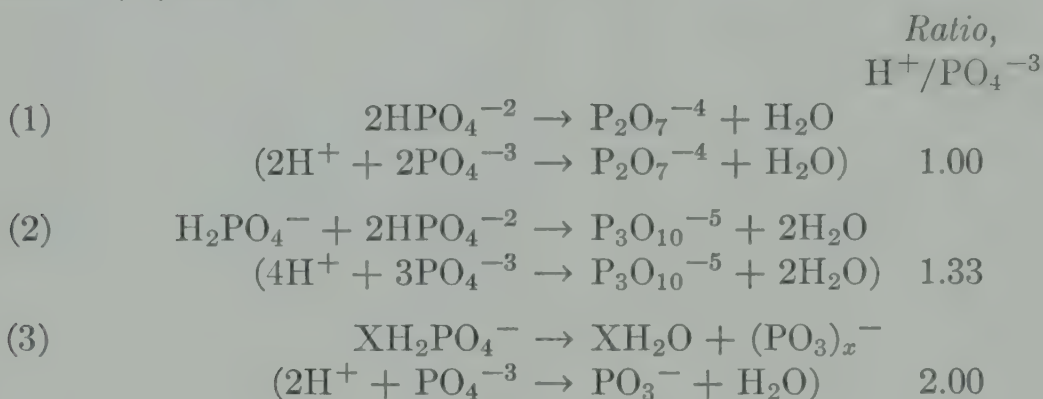 Ratio,
H⁺/PO₄⁻³
(1) 2HPO₄⁻² → P₂O₇⁻⁴ + H₂O
(2H⁺ + 2PO₄⁻³ → P₂O₇⁻⁴ + H₂O) 1.00
(2) H₂PO₄⁻ + 2HPO₄⁻² → P₃O₁₀⁻⁵ + 2H₂O
(4H⁺ + 3PO₄⁻³ → P₃O₁₀⁻⁵ + 2H₂O) 1.33
(3) XH₂PO₄⁻ → XH₂O + (PO₃)ₓ⁻
(2H⁺ + PO₄⁻³ → PO₃⁻ + H₂O) 2.00